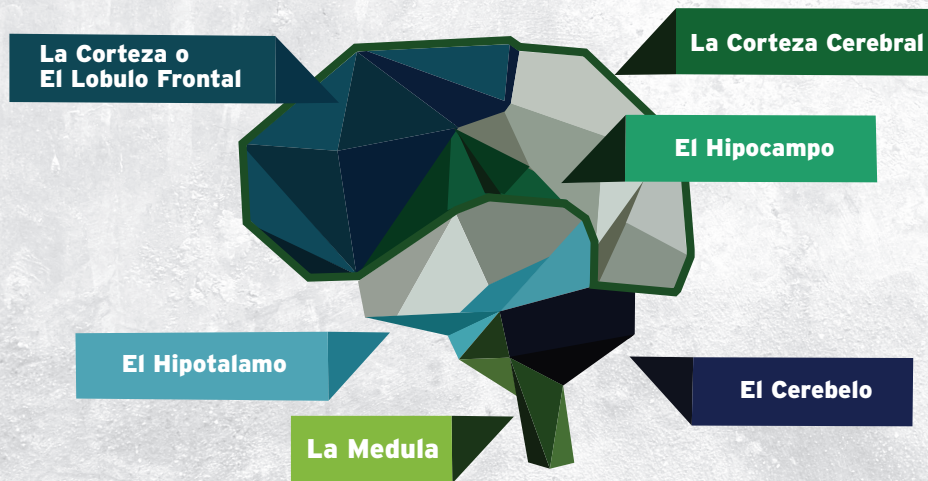 La Corteza o
El Lobulo Frontal
La Corteza Cerebral
El Hipocampo
El Hipotalamo
El Cerebelo
La Medula